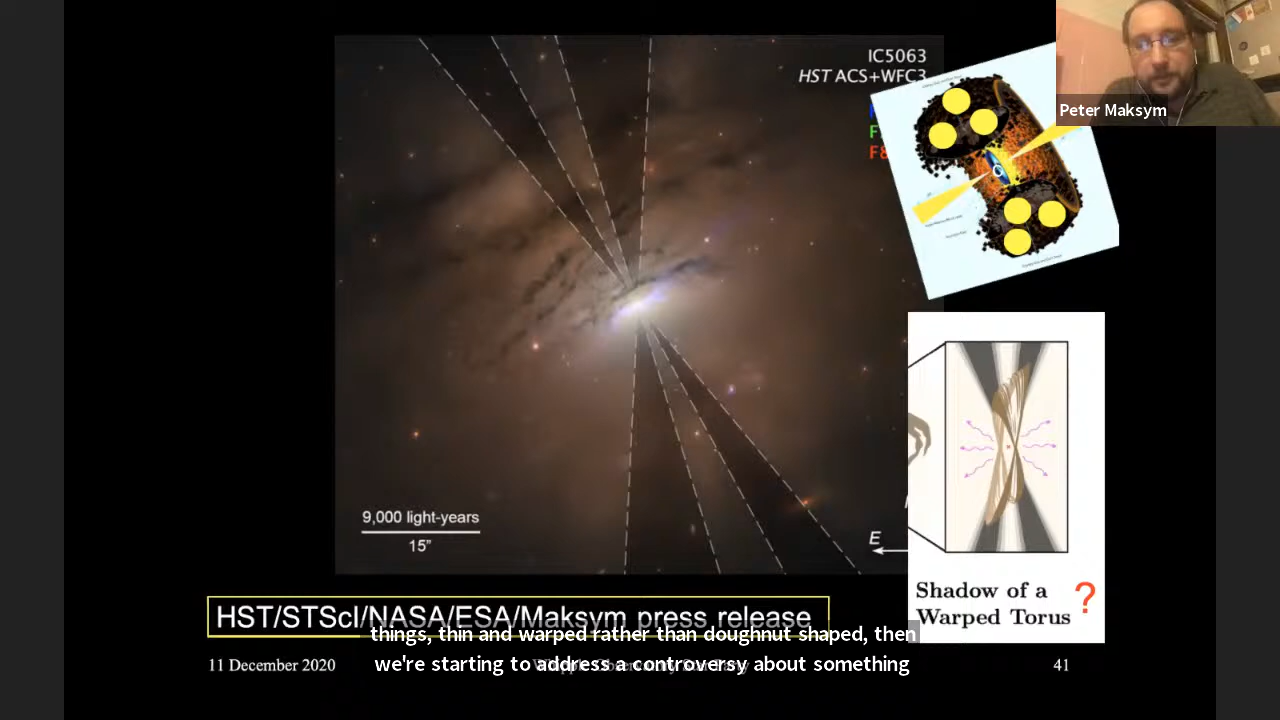 IC5063
HST ACS+WFC3
F8
Peter Maksym
9,000 light-years
15”
E
Shadow of a
Warped Torus
?
HST/STScI/NASA/ESA/Maksym press release
things, thin and warped rather than doughnut shaped, then
we're starting to address a controversy about something
11 December 2020
41